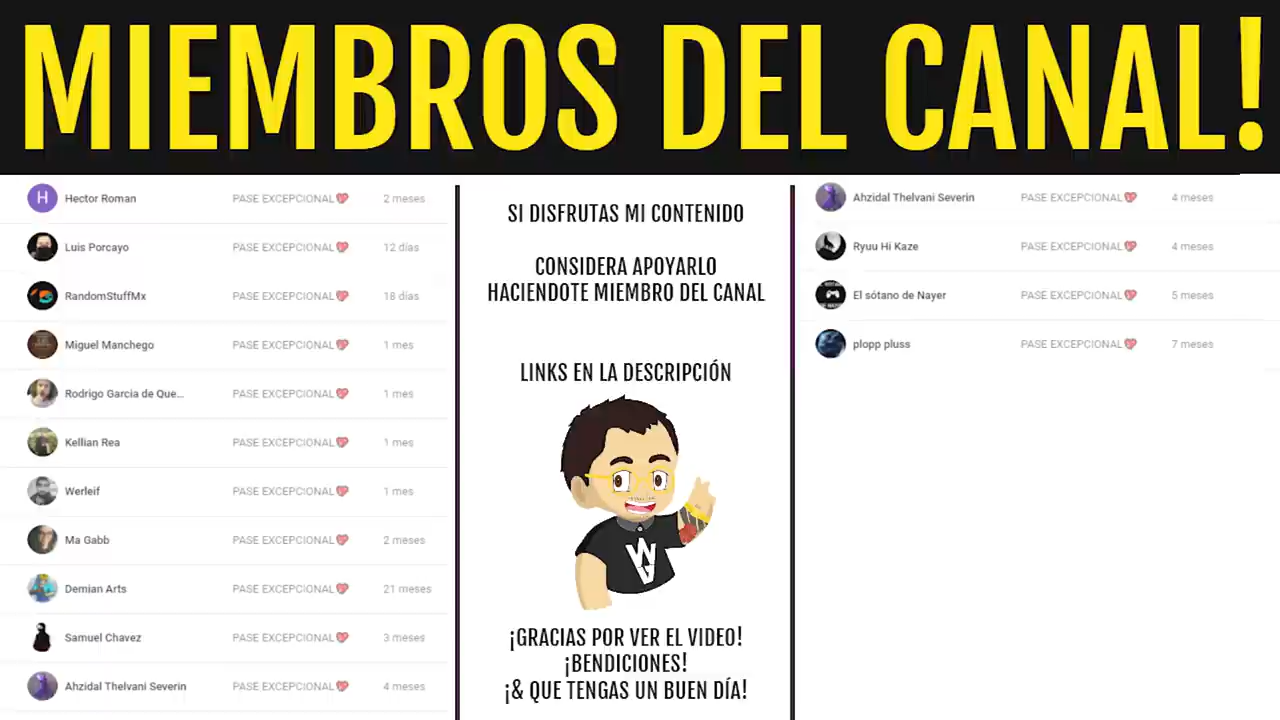 MIEMBROS DEL CANAL!
H Hector Roman PASE EXCEPCIONAL💖 2 meses
Luis Porcayo PASE EXCEPCIONAL💖 12 días
RandomStuffMx PASE EXCEPCIONAL💖 18 días
Miguel Manchego PASE EXCEPCIONAL💖 1 mes
Rodrigo Garcia de Que... PASE EXCEPCIONAL💖 1 mes
Kellian Rea PASE EXCEPCIONAL💖 1 mes
Werleif PASE EXCEPCIONAL💖 1 mes
Ma Gabb PASE EXCEPCIONAL💖 2 meses
Demian Arts PASE EXCEPCIONAL💖 21 meses
Samuel Chavez PASE EXCEPCIONAL💖 3 meses
Ahzidal Thelvani Severin PASE EXCEPCIONAL💖 4 meses
SI DISFRUTAS MI CONTENIDO
CONSIDERA APOYARLO
HACIENDOTE MIEMBRO DEL CANAL
LINKS EN LA DESCRIPCIÓN
¡GRACIAS POR VER EL VIDEO!
¡BENDICIONES!
¡& QUE TENGAS UN BUEN DÍA!
Ahzidal Thelvani Severin PASE EXCEPCIONAL💖 4 meses
Ryuu Hi Kaze PASE EXCEPCIONAL💖 4 meses
El sótano de Nayer PASE EXCEPCIONAL💖 5 meses
plopp pluss PASE EXCEPCIONAL💖 7 meses